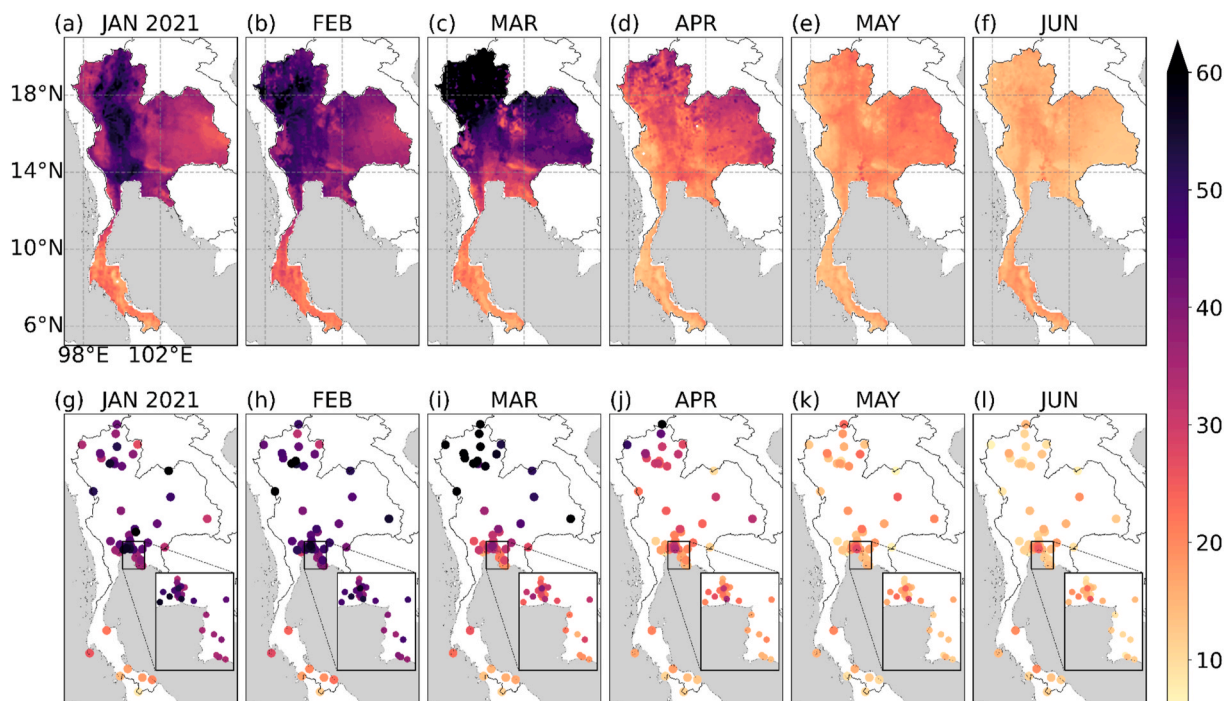 (a) JAN 2021 (b) FEB (c) MAR (d) APR (e) MAY (f) JUN
60
18°N
50
14°N
10°N
40
6°N
98°E 102°E
(g) JAN 2021 (h) FEB (i) MAR (j) APR (k) MAY (l) JUN
30
20
10